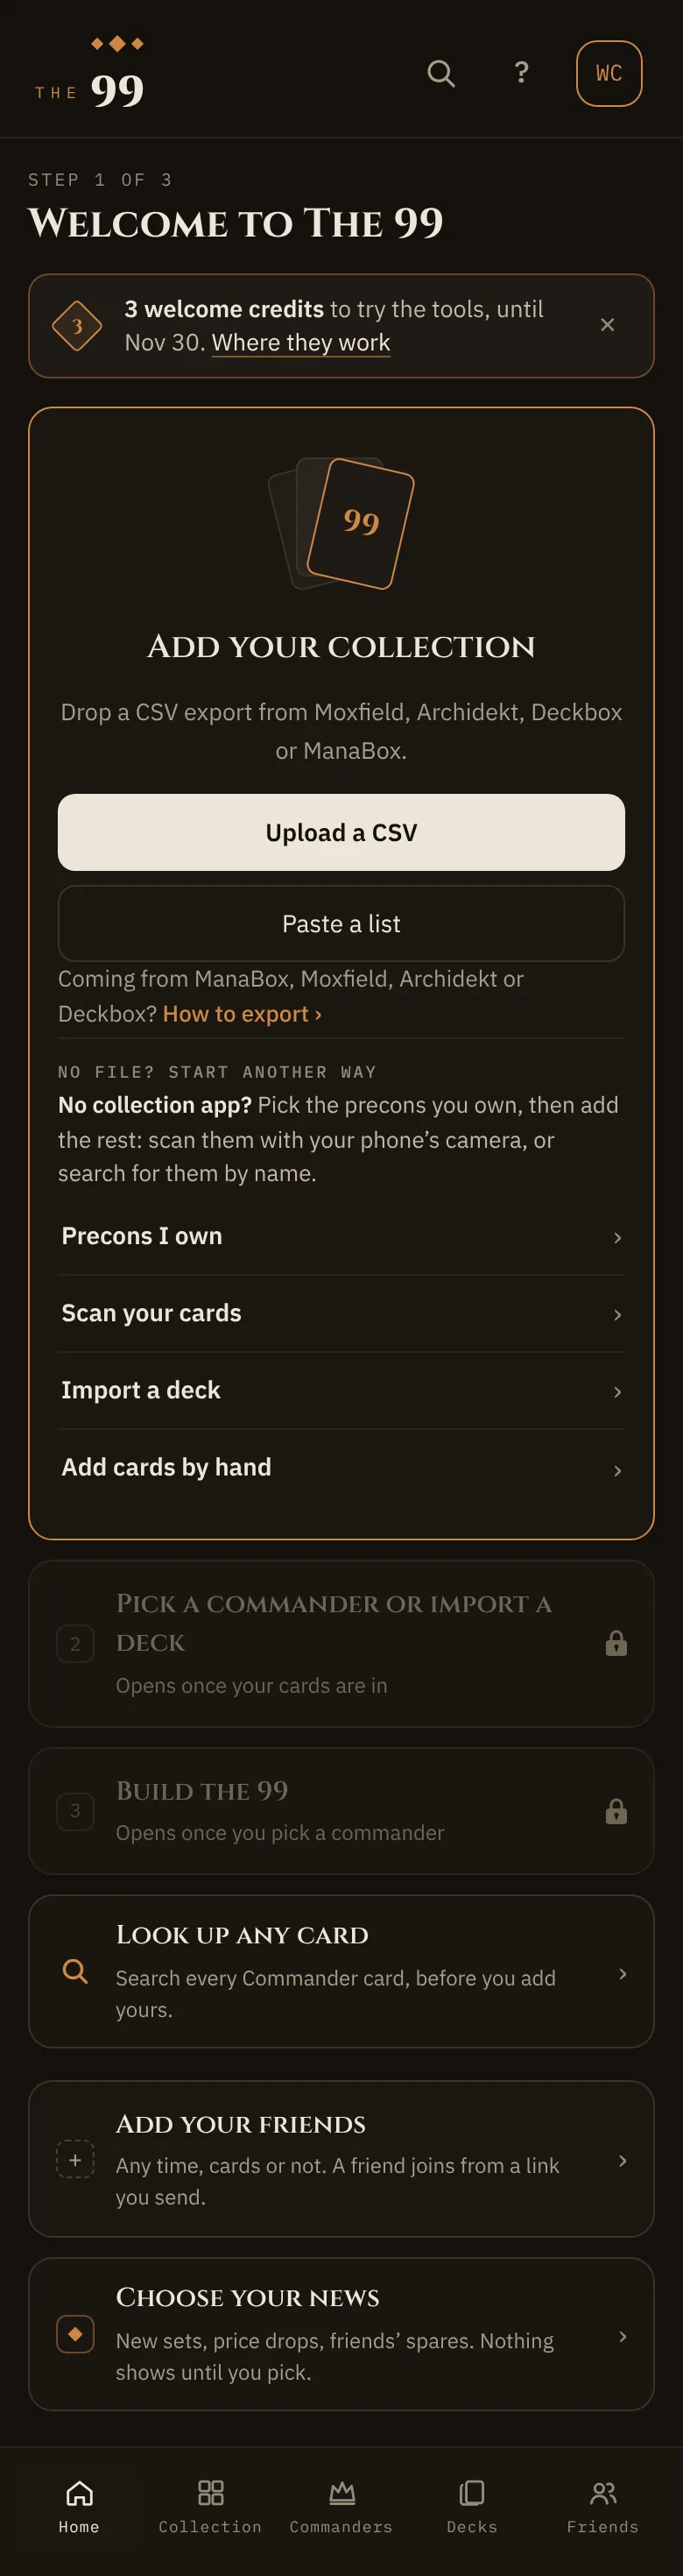 THE 99
?
WC
STEP 1 OF 3
Welcome to The 99
3
3 welcome credits to try the tools, until
Nov 30. Where they work
×
99
Add your collection
Drop a CSV export from Moxfield, Archidekt, Deckbox
or ManaBox.
Upload a CSV
Paste a list
Coming from ManaBox, Moxfield, Archidekt or
Deckbox? How to export ›
NO FILE? START ANOTHER WAY
No collection app? Pick the precons you own, then add
the rest: scan them with your phone’s camera, or
search for them by name.
Precons I own ›
Scan your cards ›
Import a deck ›
Add cards by hand ›
2
Pick a commander or import a
deck
Opens once your cards are in
3
Build the 99
Opens once you pick a commander
Look up any card
Search every Commander card, before you add
yours.
›
+
Add your friends
Any time, cards or not. A friend joins from a link
you send.
›
Choose your news
New sets, price drops, friends’ spares. Nothing
shows until you pick.
›
Home Collection Commanders Decks Friends